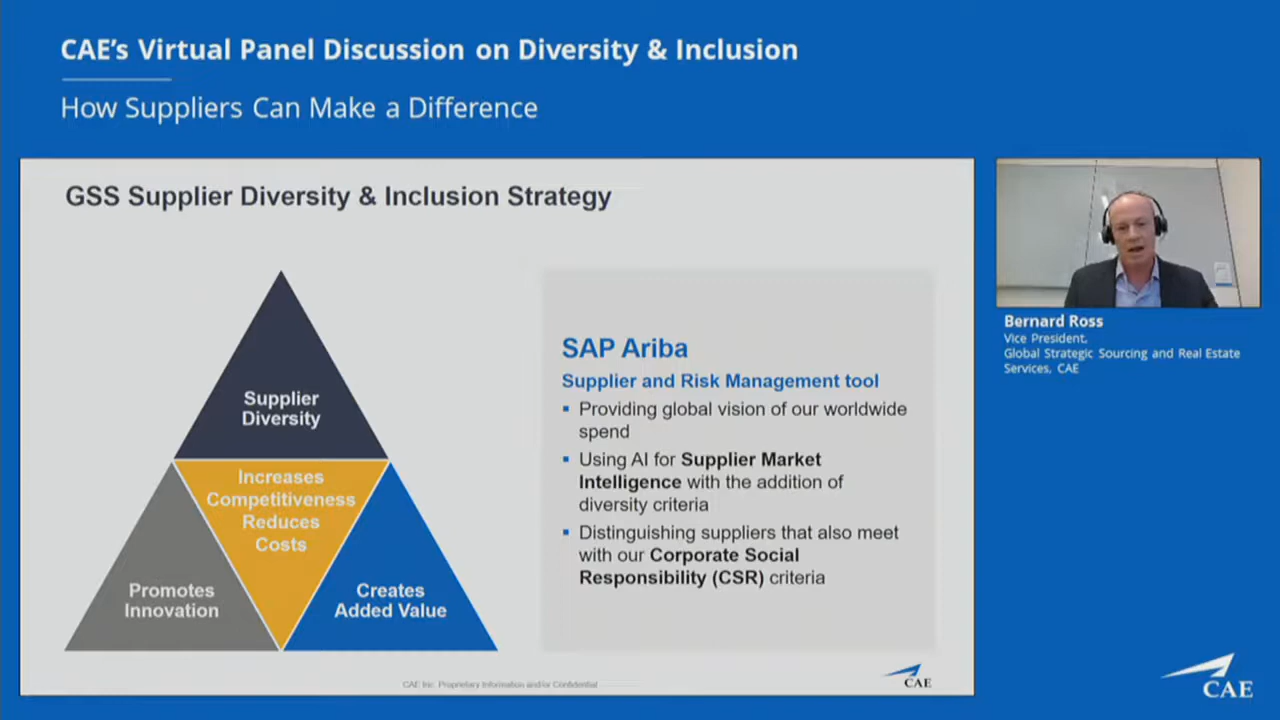 CAE’s Virtual Panel Discussion on Diversity & Inclusion
How Suppliers Can Make a Difference
GSS Supplier Diversity & Inclusion Strategy
Supplier
Diversity
Increases
Competitiveness
Reduces
Costs
Promotes
Innovation
Creates
Added Value
SAP Ariba
Supplier and Risk Management tool
▪ Providing global vision of our worldwide
spend
▪ Using AI for Supplier Market
Intelligence with the addition of
diversity criteria
▪ Distinguishing suppliers that also meet
with our Corporate Social
Responsibility (CSR) criteria
CAE Inc. Proprietary Information and/or Confidential
CAE
Bernard Ross
Vice President,
Global Strategic Sourcing and Real Estate
Services, CAE
CAE